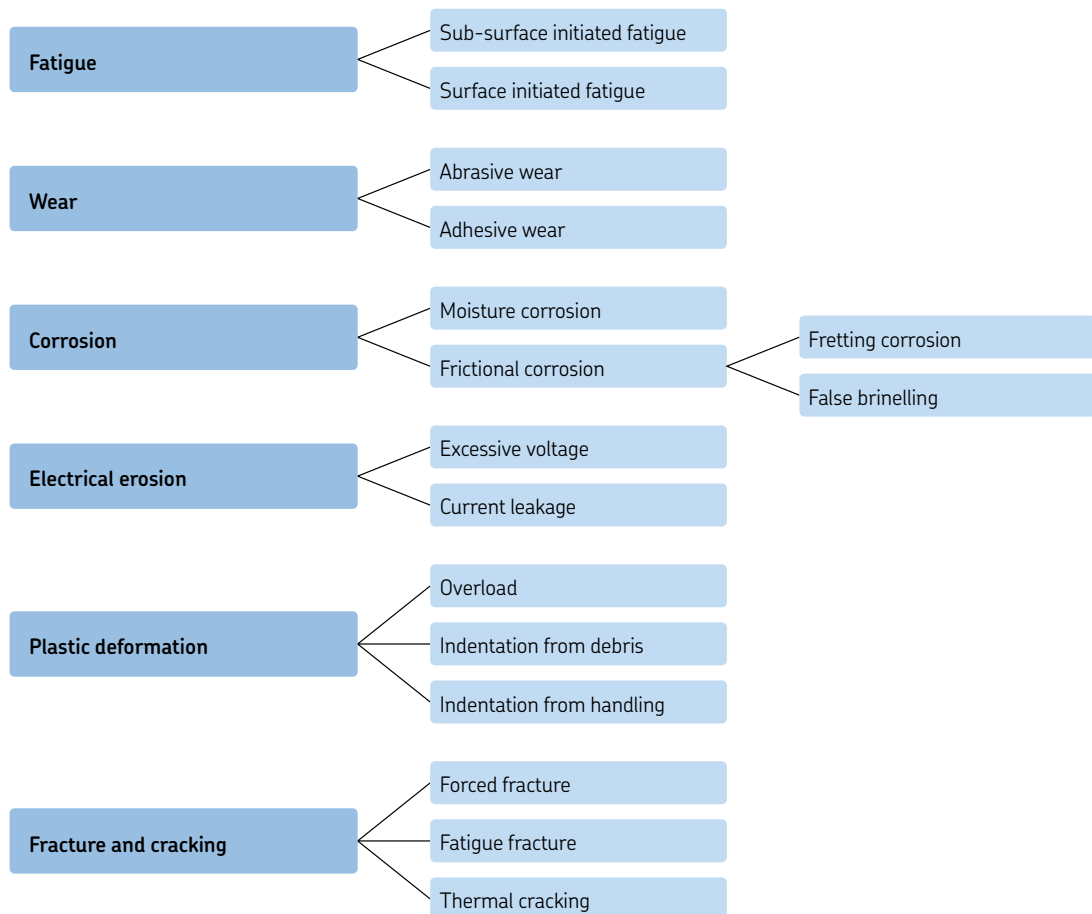 Fatigue
Sub-surface initiated fatigue
Surface initiated fatigue
Wear
Abrasive wear
Adhesive wear
Corrosion
Moisture corrosion
Frictional corrosion
Fretting corrosion
False brinelling
Electrical erosion
Excessive voltage
Current leakage
Plastic deformation
Overload
Indentation from debris
Indentation from handling
Fracture and cracking
Forced fracture
Fatigue fracture
Thermal cracking